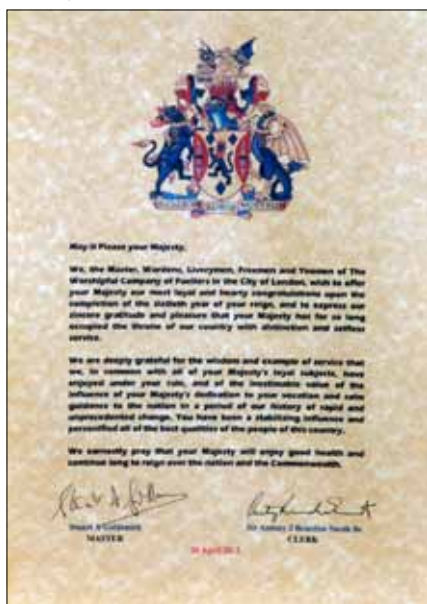 May it Please your Majesty,
We, the Master, Wardens, Liverymen, Freemen and Yeomen of The
Worshipful Company of Fuellers in the City of London, wish to offer
your Majesty our most loyal and hearty congratulations upon the
completion of the sixtieth year of your reign, and to express our
sincere gratitude and pleasure that your Majesty has for so long
occupied the throne of our country with distinction and selfless
service.
We are deeply grateful for the wisdom and example of service that
we, in common with all of your Majesty's loyal subjects, have
enjoyed under your rule, and of the inestimable value of the
influence of your Majesty's dedication to your vocation and calm
guidance to the nation in a period of our history of rapid and
unprecedented change. You have been a stabilising influence and
personified all of the best qualities of the people of this country.
We earnestly pray that your Majesty will enjoy good health and
continue long to reign over the nation and the Commonwealth.
MASTER
CLERK